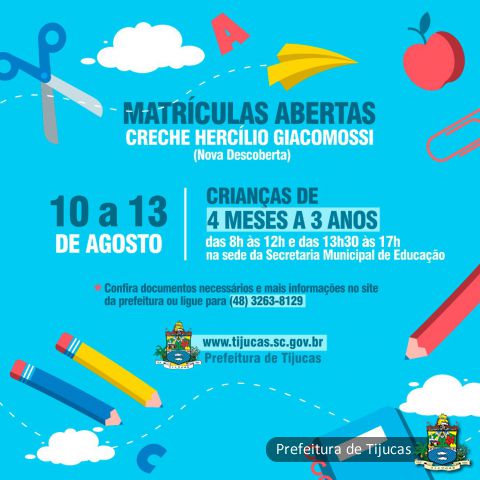 A
MATRÍCULAS ABERTAS
CRECHE HERCÍLIO GIACOMOSSI
(Nova Descoberta)
10 a 13
DE AGOSTO
CRIANÇAS DE
4 MESES A 3 ANOS
das 8h às 12h e das 13h30 às 17h
na sede da Secretaria Municipal de Educação
* Confira documentos necessários e mais informações no site
da prefeitura ou ligue para (48) 3263-8129
www.tijucas.sc.gov.br
Prefeitura de Tijucas
Prefeitura de Tijucas